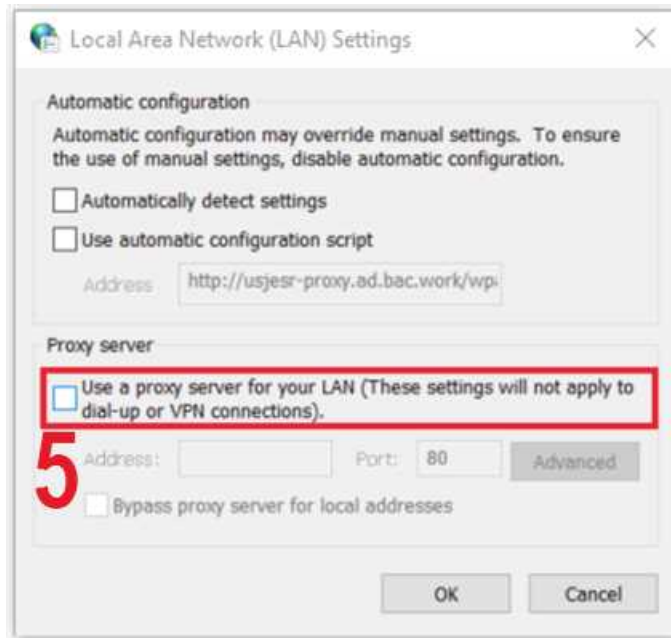 Local Area Network (LAN) Settings
Automatic configuration
Automatic configuration may override manual settings. To ensure
the use of manual settings, disable automatic configuration.
Automatically detect settings
Use automatic configuration script
Address
http://usjesr-proxy.ad.bac.work/wp
Proxy server
Use a proxy server for your LAN (These settings will not apply to
dial-up or VPN connections).
5
Address:
Port:
80
Advanced
Bypass proxy server for local addresses
OK
Cancel